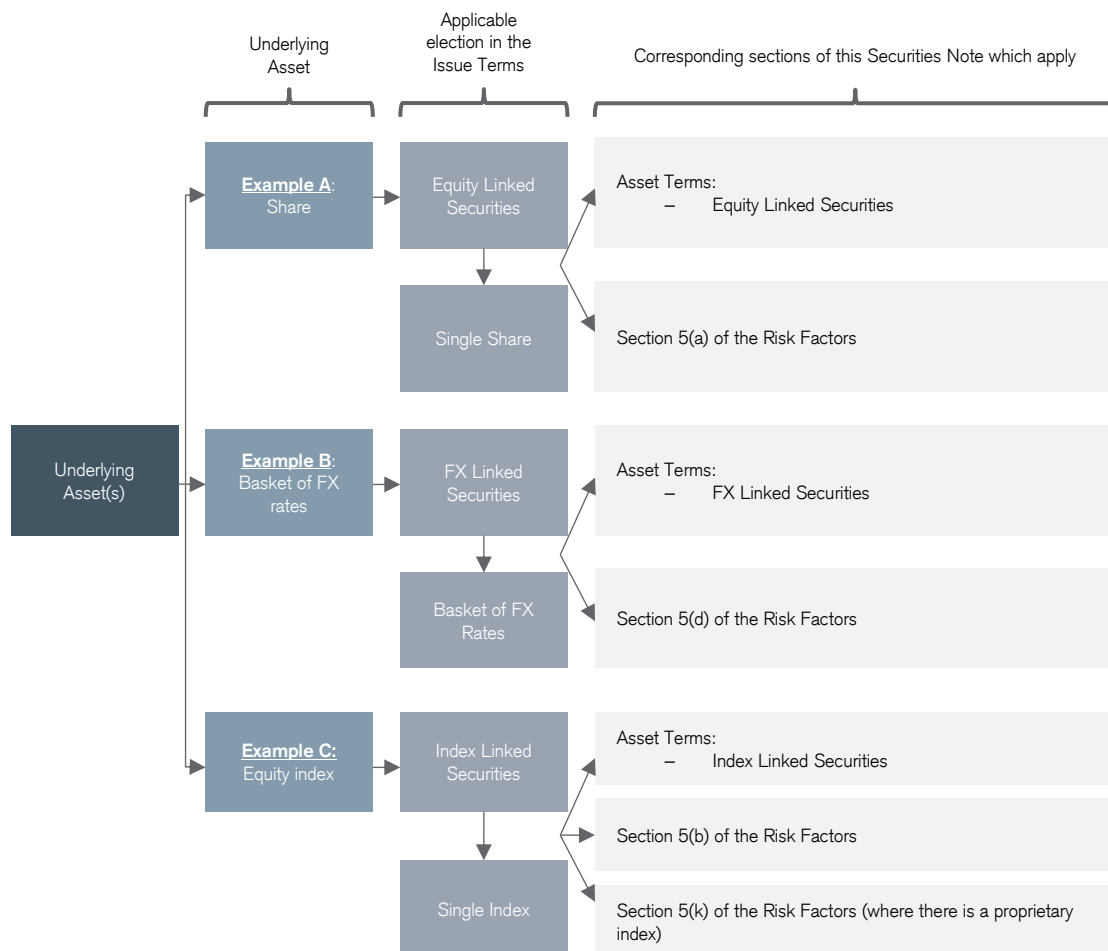 Underlying
Asset
Applicable
election in the
Issue Terms
Corresponding sections of this Securities Note which apply
Example A:
Share
Equity Linked
Securities
Asset Terms:
– Equity Linked Securities
Single Share
Section 5(a) of the Risk Factors
Underlying
Asset(s)
Example B:
Basket of FX
rates
FX Linked
Securities
Asset Terms:
– FX Linked Securities
Basket of FX
Rates
Section 5(d) of the Risk Factors
Example C:
Equity index
Index Linked
Securities
Asset Terms:
– Index Linked Securities
Section 5(b) of the Risk Factors
Single Index
Section 5(k) of the Risk Factors (where there is a proprietary
index)